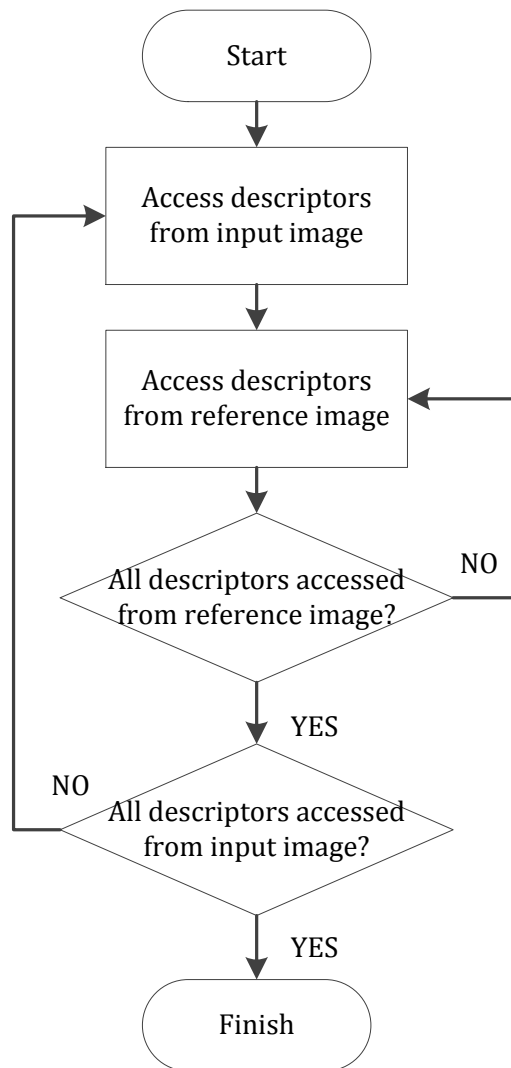 Start
Access descriptors
from input image
Access descriptors
from reference image
All descriptors accessed
from reference image?
NO
YES
NO
All descriptors accessed
from input image?
YES
Finish